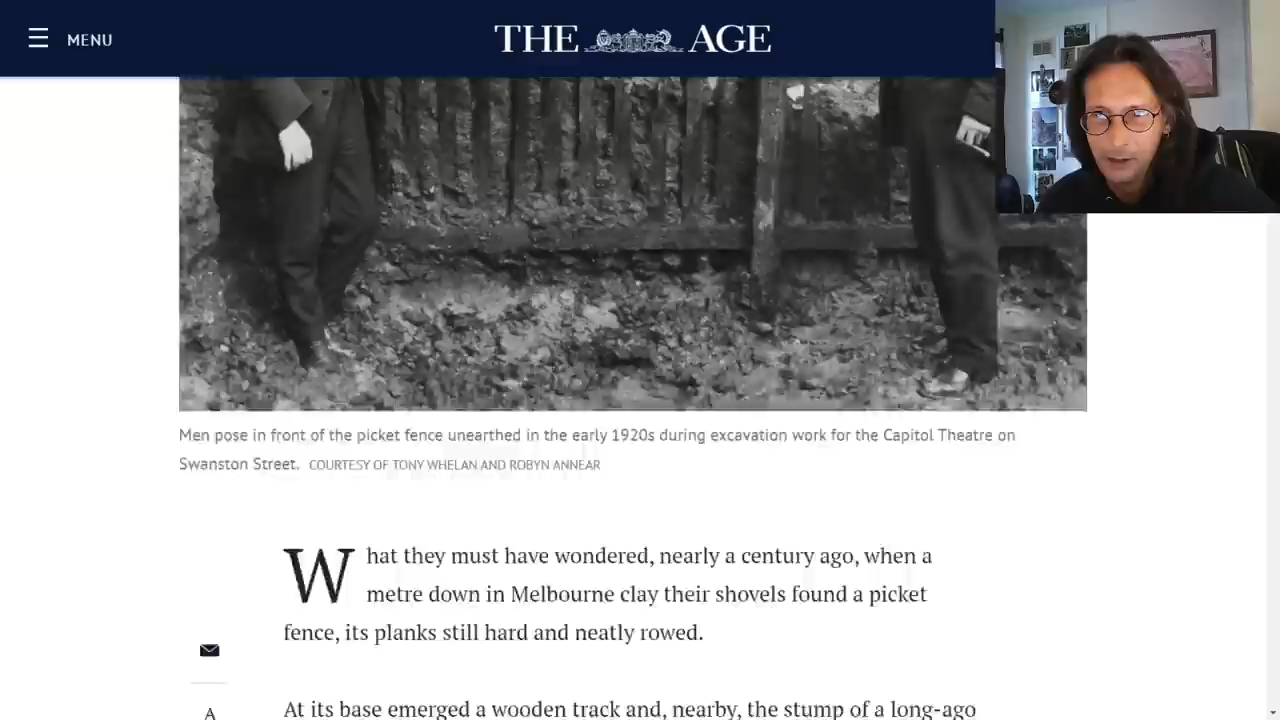 MENU
THE AGE
Men pose in front of the picket fence unearthed in the early 1920s during excavation work for the Capitol Theatre on
Swanston Street. COURTESY OF TONY WHELAN AND ROBYN ANNEAR
What they must have wondered, nearly a century ago, when a
metre down in Melbourne clay their shovels found a picket
fence, its planks still hard and neatly rowed.
A
At its base emerged a wooden track and, nearby, the stump of a long-ago